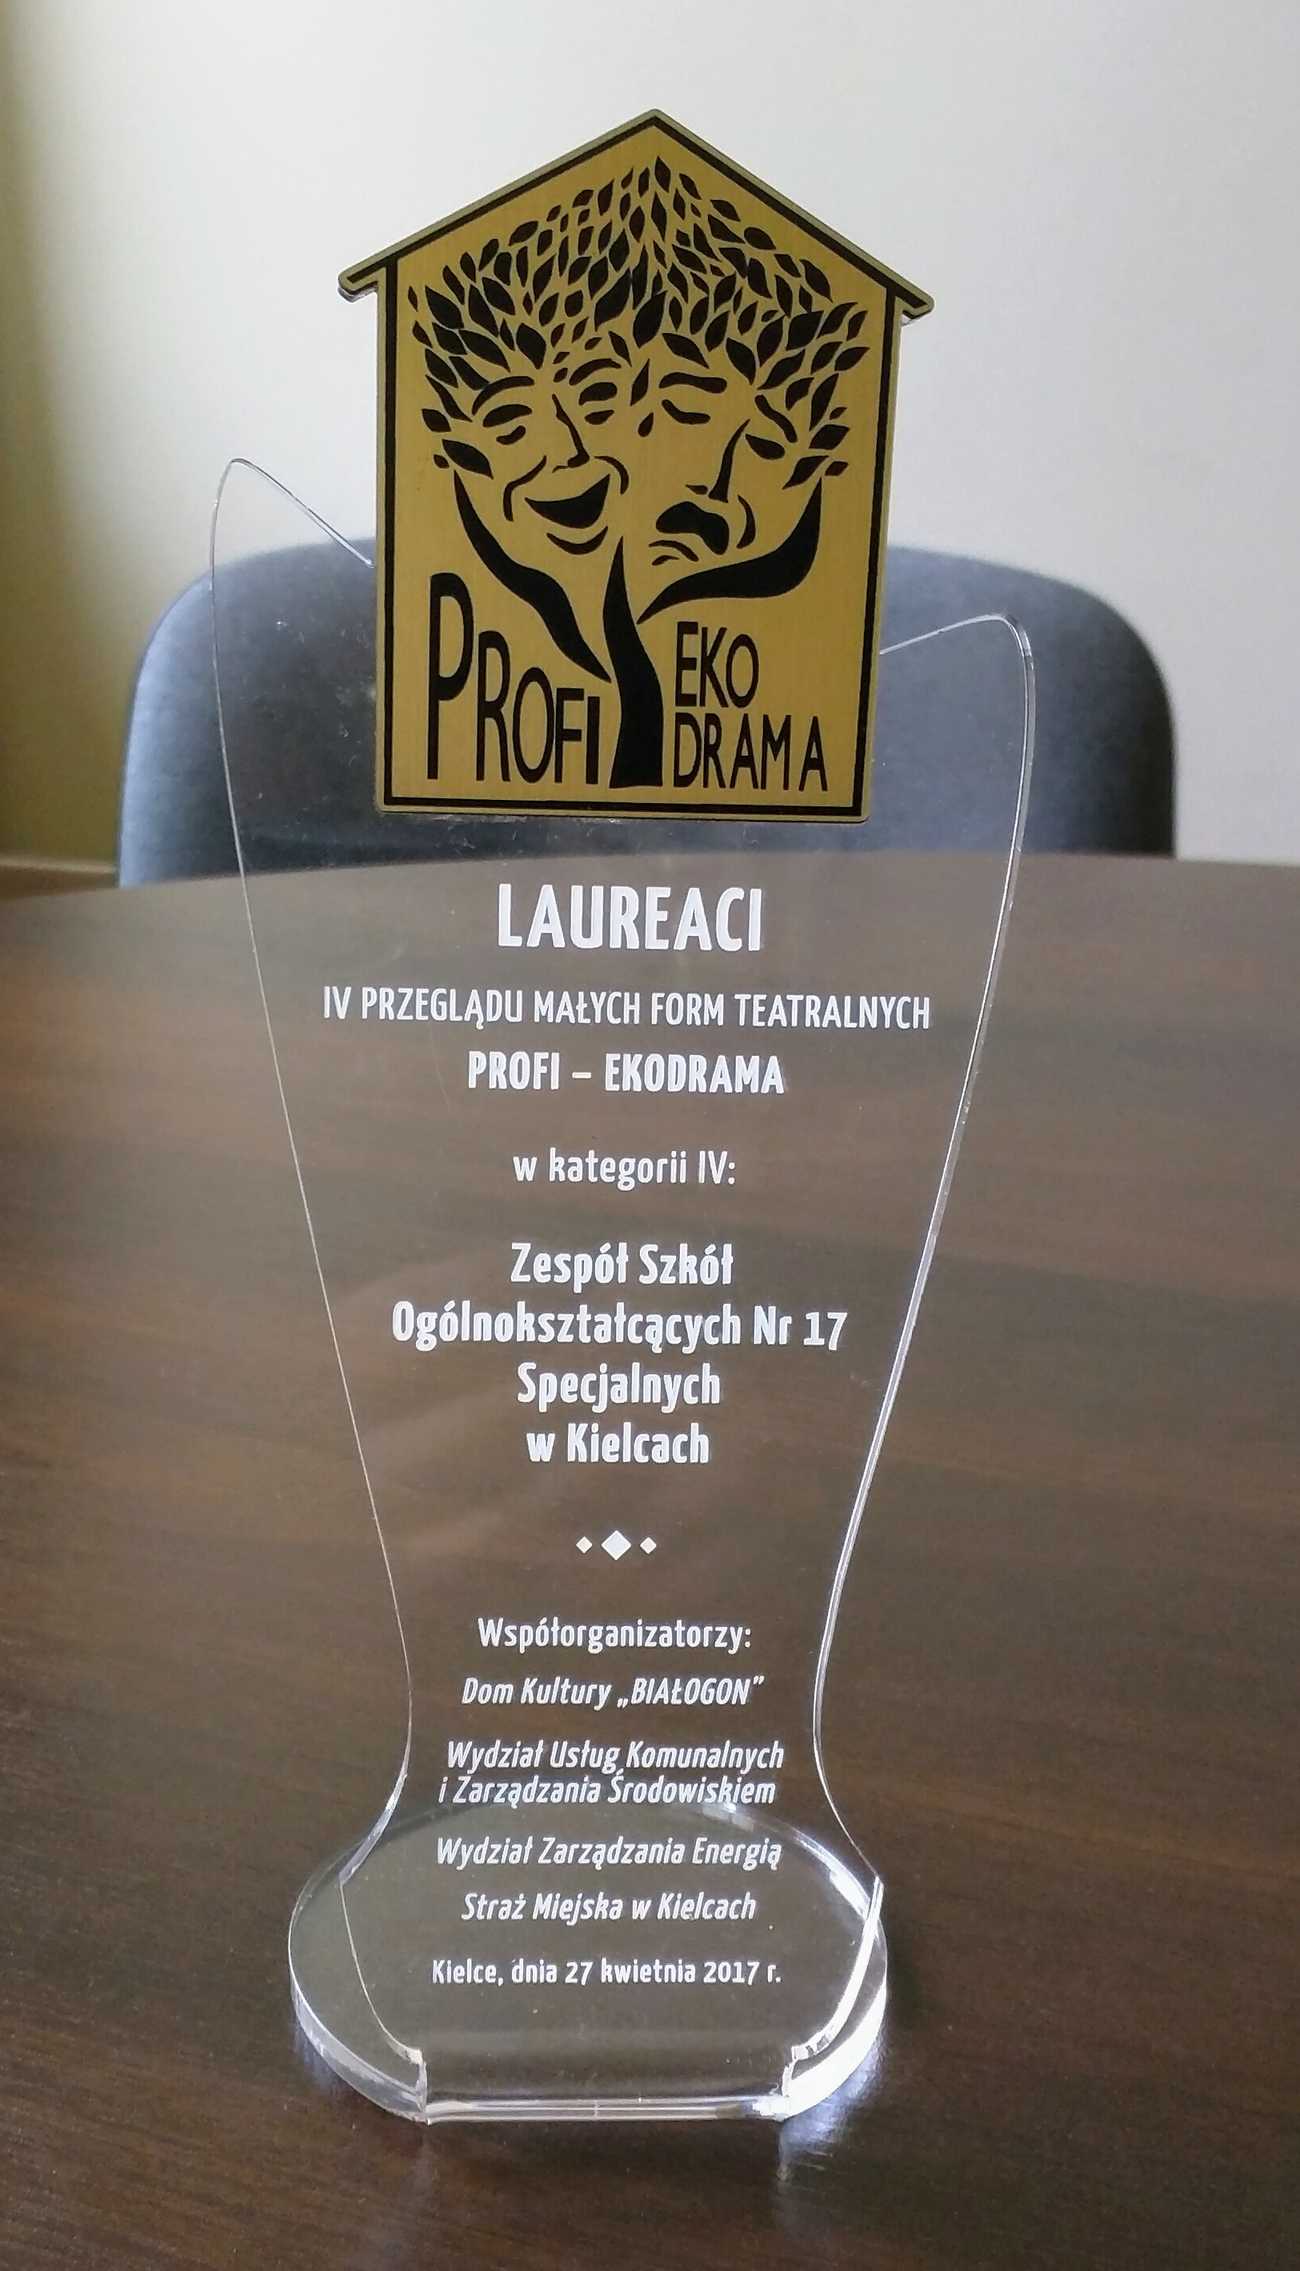 PROFI
EKO
DRAMA
LAUREACI
IV PRZEGLĄDU MAŁYCH FORM TEATRALNYCH
PROFI – EKODRAMA
w kategorii IV:
Zespół Szkół
Ogólnokształcących Nr 17
Specjalnych
w Kielcach
Współorganizatorzy:
Dom Kultury „BIAŁOGON”
Wydział Usług Komunalnych
i Zarządzania Środowiskiem
Wydział Zarządzania Energią
Straż Miejska w Kielcach
Kielce, dnia 27 kwietnia 2017 r.